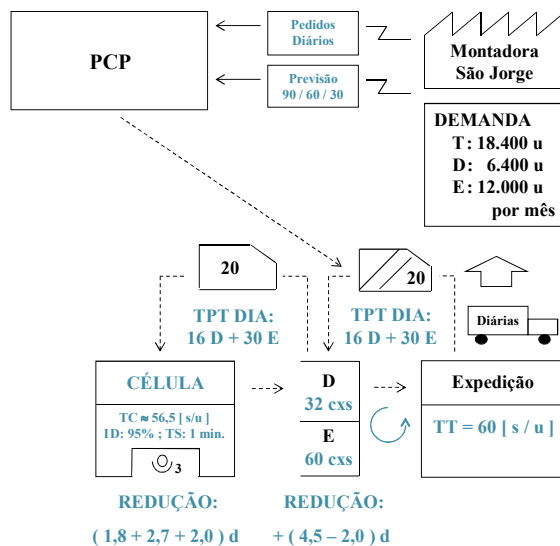 PCP
Pedidos
Diários
Previsão
90 / 60 / 30
Montadora
São Jorge
DEMANDA
T: 18.400 u
D: 6.400 u
E: 12.000 u
por mês
20
20
TPT DIA:
16 D + 30 E
TPT DIA:
16 D + 30 E
Diárias
CÉLULA
TC ≈ 56,5 [ s/u ]
ID: 95% ; TS: 1 min.
3
D
32 cxs
E
60 cxs
Expedição
TT = 60 [ s / u ]
REDUÇÃO:
( 1,8 + 2,7 + 2,0 ) d
REDUÇÃO:
+ ( 4,5 – 2,0 ) d